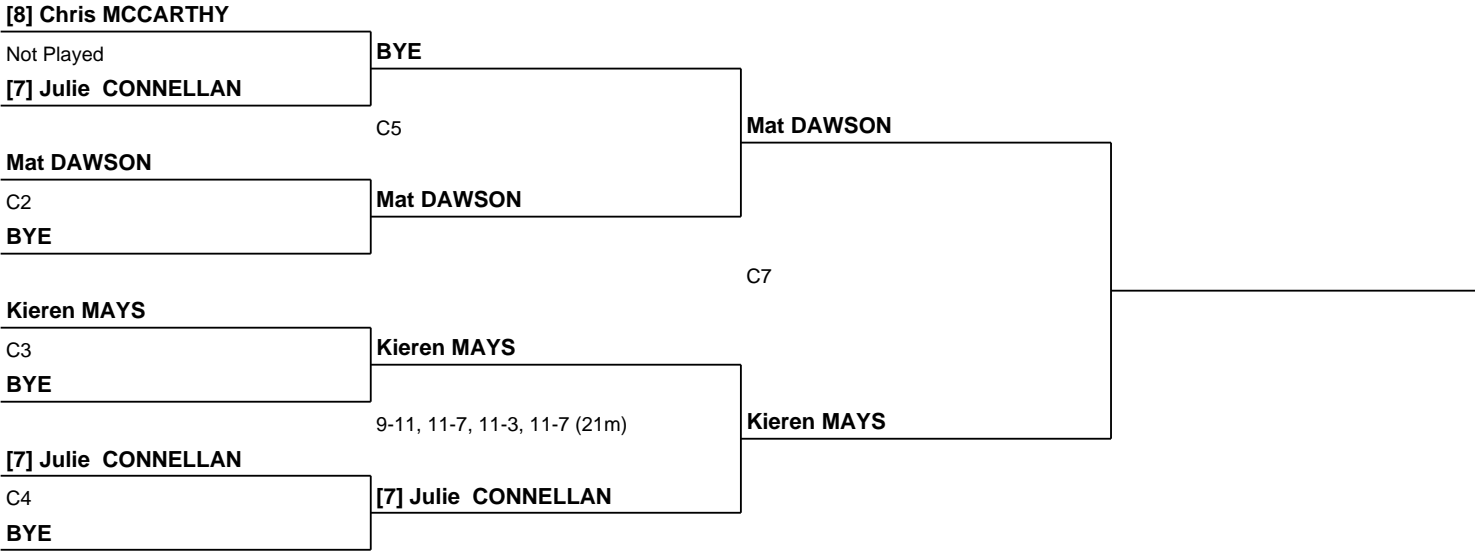 [8] Chris MCCARTHY
Not Played
BYE
[7] Julie  CONNELLAN
C5
Mat DAWSON
Mat DAWSON
C2
Mat DAWSON
BYE
C7
Kieren MAYS
C3
Kieren MAYS
BYE
9-11, 11-7, 11-3, 11-7 (21m)
Kieren MAYS
[7] Julie  CONNELLAN
C4
[7] Julie  CONNELLAN
BYE